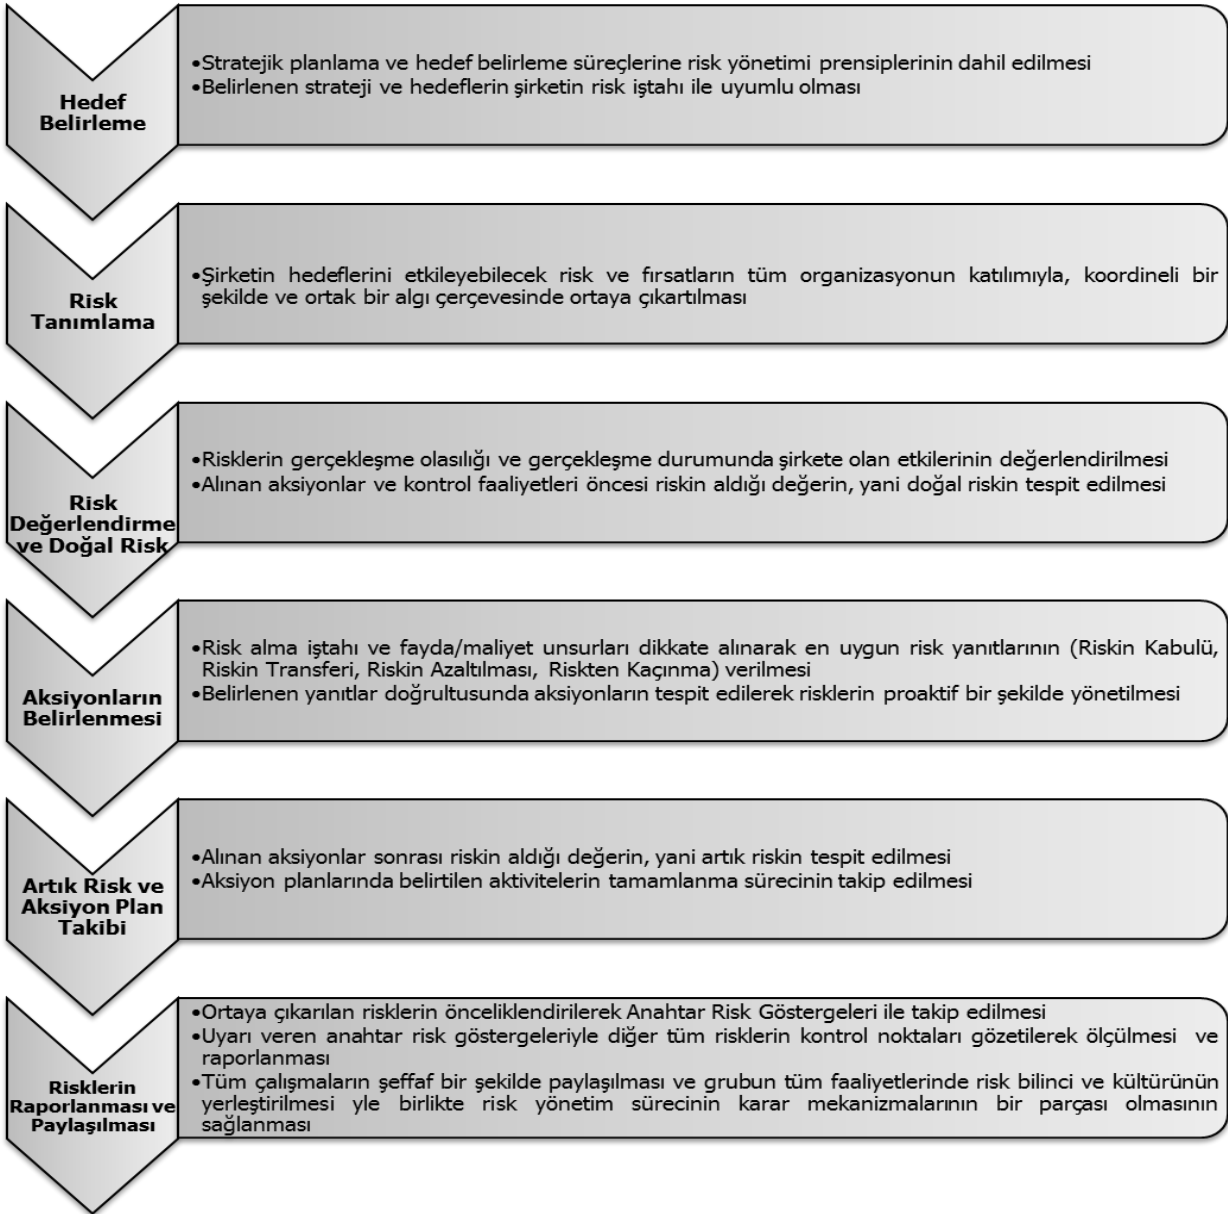 Hedef
Belirleme
•Stratejik planlama ve hedef belirleme süreçlerine risk yönetimi prensiplerinin dahil edilmesi
•Belirlenen strateji ve hedeflerin şirketin risk iştahı ile uyumlu olması
Risk
Tanımlama
•Şirketin hedeflerini etkileyebilecek risk ve fırsatların tüm organizasyonun katılımıyla, koordineli bir
şekilde ve ortak bir algı çerçevesinde ortaya çıkartılması
Risk
Değerlendirme
ve Doğal Risk
•Risklerin gerçekleşme olasılığı ve gerçekleşme durumunda şirkete olan etkilerinin değerlendirilmesi
•Alınan aksiyonlar ve kontrol faaliyetleri öncesi riskin aldığı değerin, yani doğal riskin tespit edilmesi
Aksiyonların
Belirlenmesi
•Risk alma iştahı ve fayda/maliyet unsurları dikkate alınarak en uygun risk yanıtlarının (Riskin Kabulü,
Riskin Transferi, Riskin Azaltılması, Riskten Kaçınma) verilmesi
•Belirlenen yanıtlar doğrultusunda aksiyonların tespit edilerek risklerin proaktif bir şekilde yönetilmesi
Artık Risk ve
Aksiyon Plan
Takibi
•Alınan aksiyonlar sonrası riskin aldığı değerin, yani artık riskin tespit edilmesi
•Aksiyon planlarında belirtilen aktivitelerin tamamlanma sürecinin takip edilmesi
Risklerin
Raporlanması ve
Paylaşılması
•Ortaya çıkarılan risklerin önceliklendirilerek Anahtar Risk Göstergeleri ile takip edilmesi
•Uyarı veren anahtar risk göstergeleriyle diğer tüm risklerin kontrol noktaları gözetilerek ölçülmesi ve
raporlanması
•Tüm çalışmaların şeffaf bir şekilde paylaşılması ve grubun tüm faaliyetlerinde risk bilinci ve kültürünün
yerleştirilmesi yle birlikte risk yönetim sürecinin karar mekanizmalarının bir parçası olmasının
sağlanması